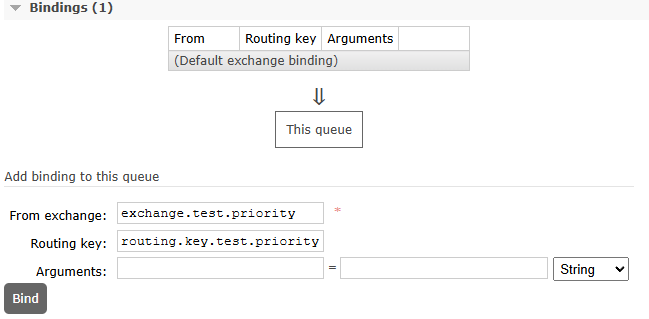 Bindings (1)
From Routing key Arguments
(Default exchange binding)
⇓
This queue
Add binding to this queue
From exchange: exchange.test.priority *
Routing key: routing.key.test.priority
Arguments: = String
Bind